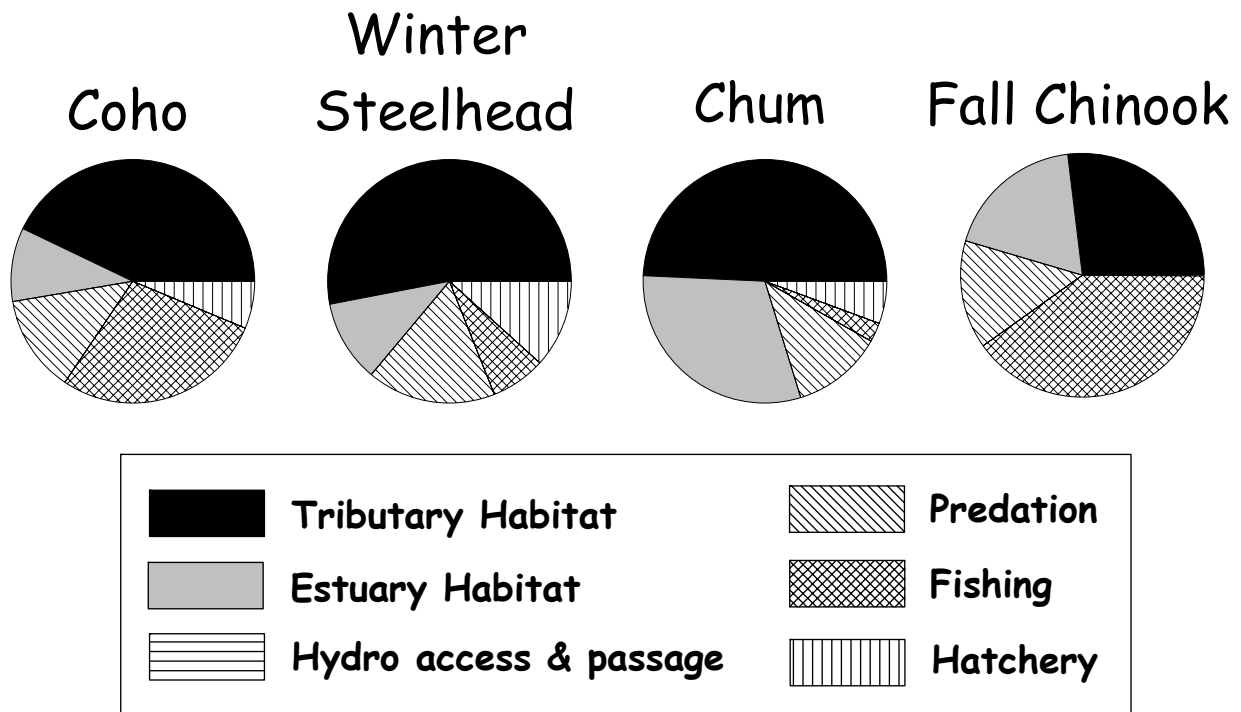 Coho
Winter
Steelhead
Chum
Fall Chinook
Tributary Habitat
Estuary Habitat
Hydro access & passage
Predation
Fishing
Hatchery